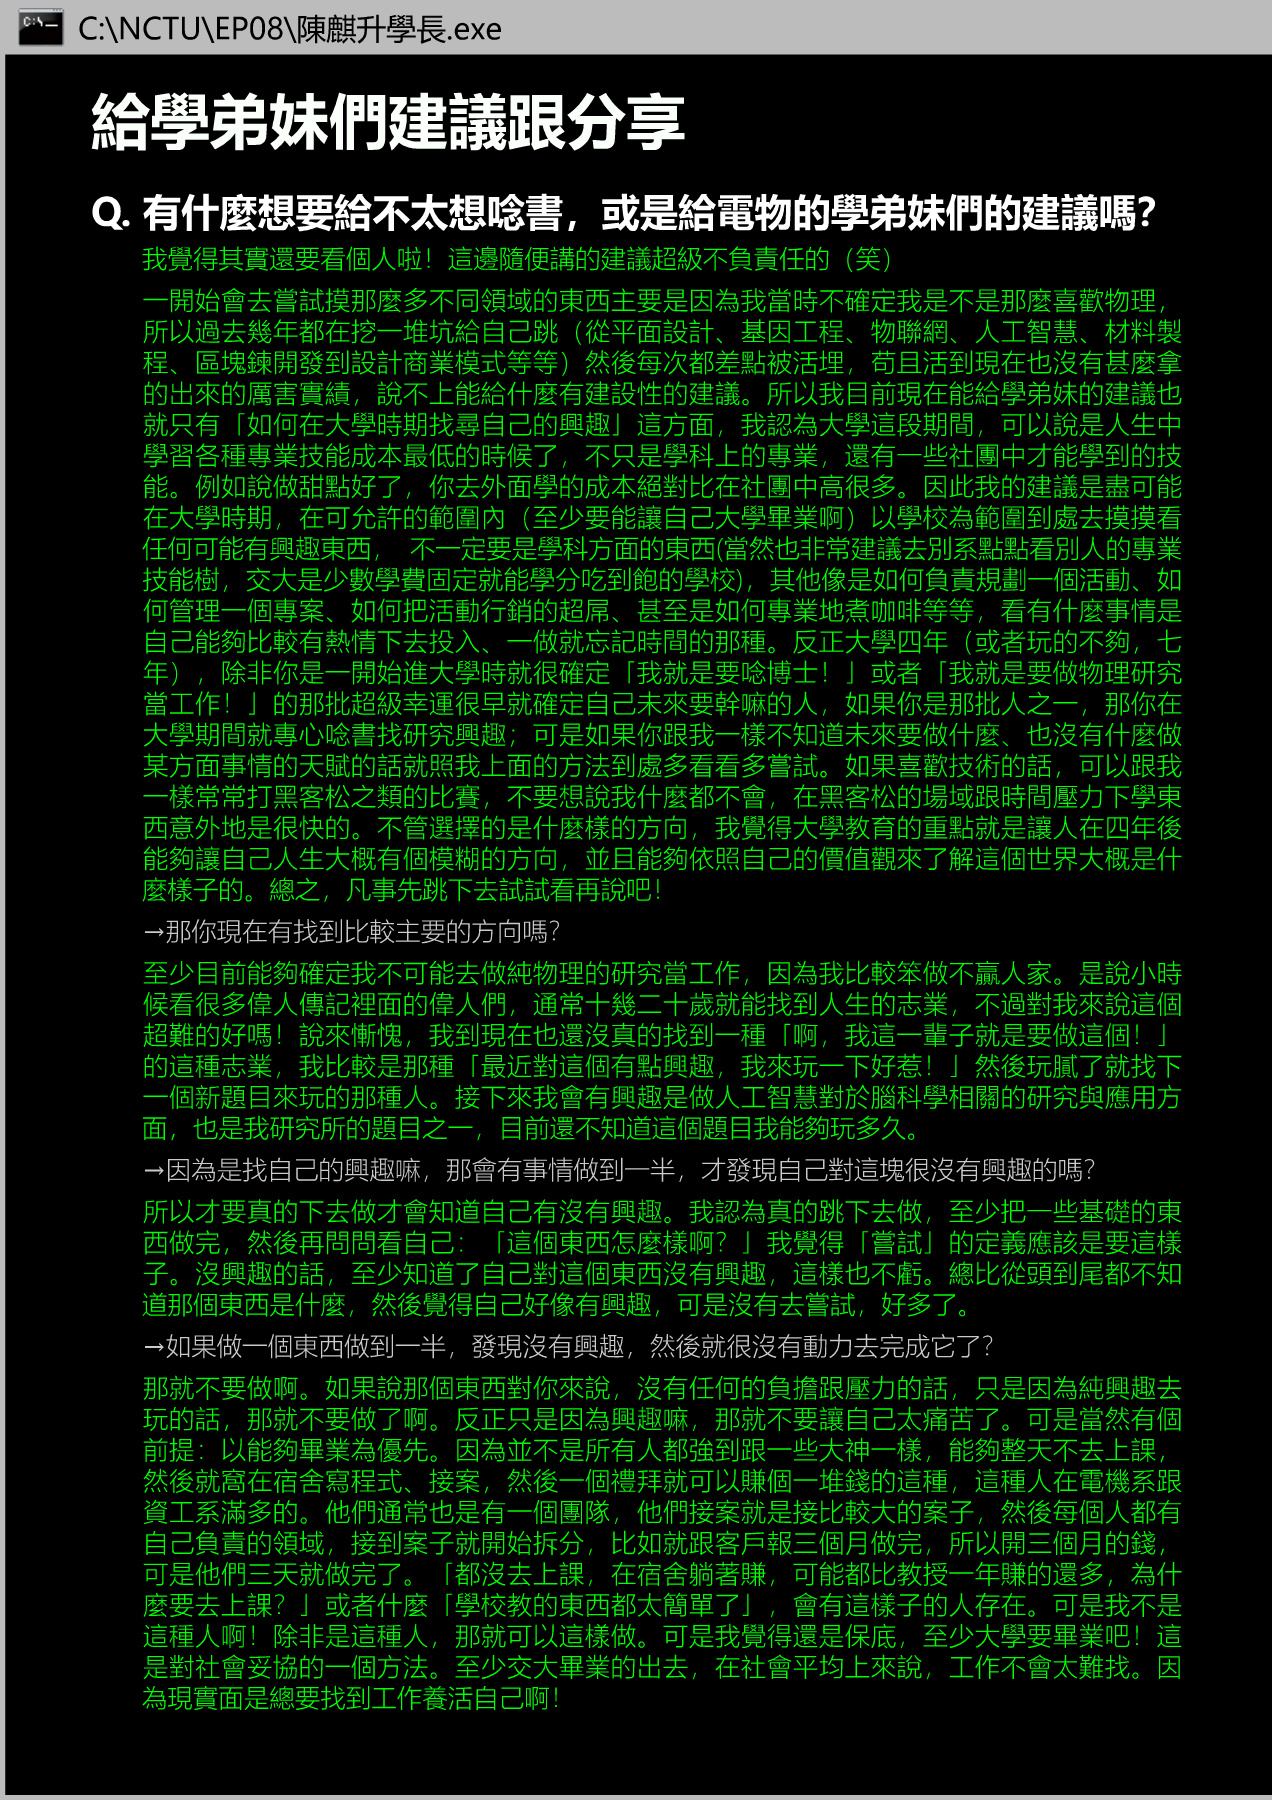 C:\NCTU\EP08\陳麒升學長.exe
給學弟妹們建議跟分享
Q. 有什麼想要給不太想唸書，或是給電物的學弟妹們的建議嗎？
我覺得其實還要看個人啦！這邊隨便講的建議超級不負責任的（笑）
一開始會去嘗試摸那麼多不同領域的東西主要是因為我當時不確定我是不是那麼喜歡物理，
所以過去幾年都在挖一堆坑給自己跳（從平面設計、基因工程、物聯網、人工智慧、材料製
程、區塊鍊開發到設計商業模式等等）然後每次都差點被活埋，苟且活到現在也沒有甚麼拿
的出來的厲害實績，說不上能給什麼有建設性的建議。所以我目前現在能給學弟妹的建議也
就只有「如何在大學時期找尋自己的興趣」這方面，我認為大學這段期間，可以說是人生中
學習各種專業技能成本最低的時候了，不只是學科上的專業，還有一些社團中才能學到的技
能。例如說做甜點好了，你去外面學的成本絕對比在社團中高很多。因此我的建議是盡可能
在大學時期，在可允許的範圍內（至少要能讓自己大學畢業啊）以學校為範圍到處去摸摸看
任何可能有興趣東西， 不一定要是學科方面的東西(當然也非常建議去別系點點看別人的專業
技能樹，交大是少數學費固定就能學分吃到飽的學校)，其他像是如何負責規劃一個活動、如
何管理一個專案、如何把活動行銷的超屌、甚至是如何專業地煮咖啡等等，看有什麼事情是
自己能夠比較有熱情下去投入、一做就忘記時間的那種。反正大學四年（或者玩的不夠，七
年），除非你是一開始進大學時就很確定「我就是要唸博士！」或者「我就是要做物理研究
當工作！」的那批超級幸運很早就確定自己未來要幹嘛的人，如果你是那批人之一，那你在
大學期間就專心唸書找研究興趣；可是如果你跟我一樣不知道未來要做什麼、也沒有什麼做
某方面事情的天賦的話就照我上面的方法到處多看看多嘗試。如果喜歡技術的話，可以跟我
一樣常常打黑客松之類的比賽，不要想說我什麼都不會，在黑客松的場域跟時間壓力下學東
西意外地是很快的。不管選擇的是什麼樣的方向，我覺得大學教育的重點就是讓人在四年後
能夠讓自己人生大概有個模糊的方向，並且能夠依照自己的價值觀來了解這個世界大概是什
麼樣子的。總之，凡事先跳下去試試看再說吧！
→那你現在有找到比較主要的方向嗎？
至少目前能夠確定我不可能去做純物理的研究當工作，因為我比較笨做不贏人家。是說小時
候看很多偉人傳記裡面的偉人們，通常十幾二十歲就能找到人生的志業，不過對我來說這個
超難的好嗎！說來慚愧，我到現在也還沒真的找到一種「啊，我這一輩子就是要做這個！」
的這種志業，我比較是那種「最近對這個有點興趣，我來玩一下好惹！」然後玩膩了就找下
一個新題目來玩的那種人。接下來我會有興趣是做人工智慧對於腦科學相關的研究與應用方
面，也是我研究所的題目之一，目前還不知道這個題目我能夠玩多久。
→因為是找自己的興趣嘛，那會有事情做到一半，才發現自己對這塊很沒有興趣的嗎？
所以才要真的下去做才會知道自己有沒有興趣。我認為真的跳下去做，至少把一些基礎的東
西做完，然後再問問看自己：「這個東西怎麼樣啊？」我覺得「嘗試」的定義應該是要這樣
子。沒興趣的話，至少知道了自己對這個東西沒有興趣，這樣也不虧。總比從頭到尾都不知
道那個東西是什麼，然後覺得自己好像有興趣，可是沒有去嘗試，好多了。
→如果做一個東西做到一半，發現沒有興趣，然後就很沒有動力去完成它了？
那就不要做啊。如果說那個東西對你來說，沒有任何的負擔跟壓力的話，只是因為純興趣去
玩的話，那就不要做了啊。反正只是因為興趣嘛，那就不要讓自己太痛苦了。可是當然有個
前提：以能夠畢業為優先。因為並不是所有人都強到跟一些大神一樣，能夠整天不去上課，
然後就窩在宿舍寫程式、接案，然後一個禮拜就可以賺個一堆錢的這種，這種人在電機系跟
資工系滿多的。他們通常也是有一個團隊，他們接案就是接比較大的案子，然後每個人都有
自己負責的領域，接到案子就開始拆分，比如就跟客戶報三個月做完，所以開三個月的錢，
可是他們三天就做完了。「都沒去上課，在宿舍躺著賺，可能都比教授一年賺的還多，為什
麼要去上課？」或者什麼「學校教的東西都太簡單了」，會有這樣子的人存在。可是我不是
這種人啊！除非是這種人，那就可以這樣做。可是我覺得還是保底，至少大學要畢業吧！這
是對社會妥協的一個方法。至少交大畢業的出去，在社會平均上來說，工作不會太難找。因
為現實面是總要找到工作養活自己啊！